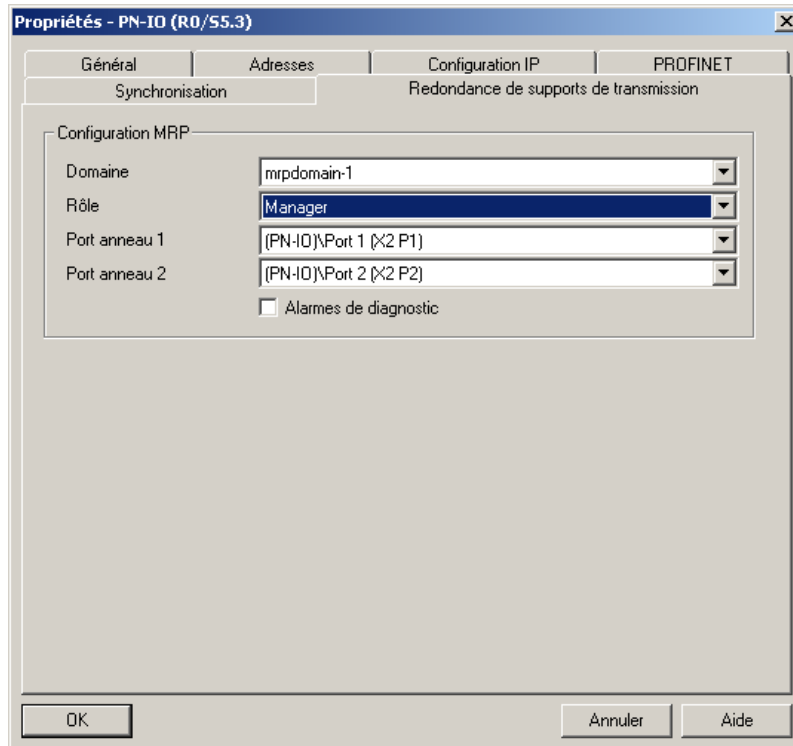 Propriétés - PN-IO (R0/S5.3)
Général Adresses Configuration IP PROFINET
Synchronisation Redondance de supports de transmission
Configuration MRP
Domaine mrpdomain-1
Rôle Manager
Port anneau 1 (PN-IO)\Port 1 (X2 P1)
Port anneau 2 (PN-IO)\Port 2 (X2 P2)
Alarmes de diagnostic
OK Annuler Aide